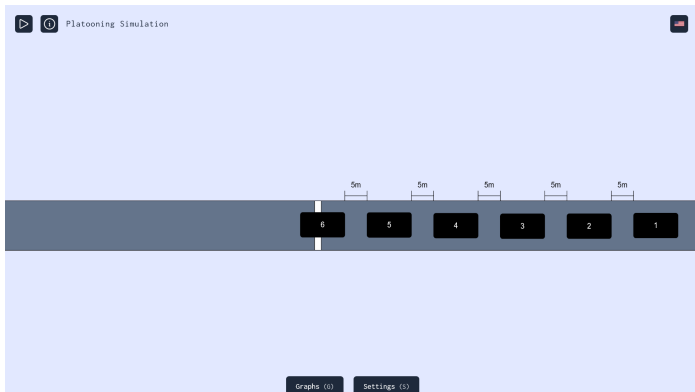 Platooning Simulation
5m 5m 5m 5m 5m
6 5 4 3 2 1
Graphs (G) Settings (S)